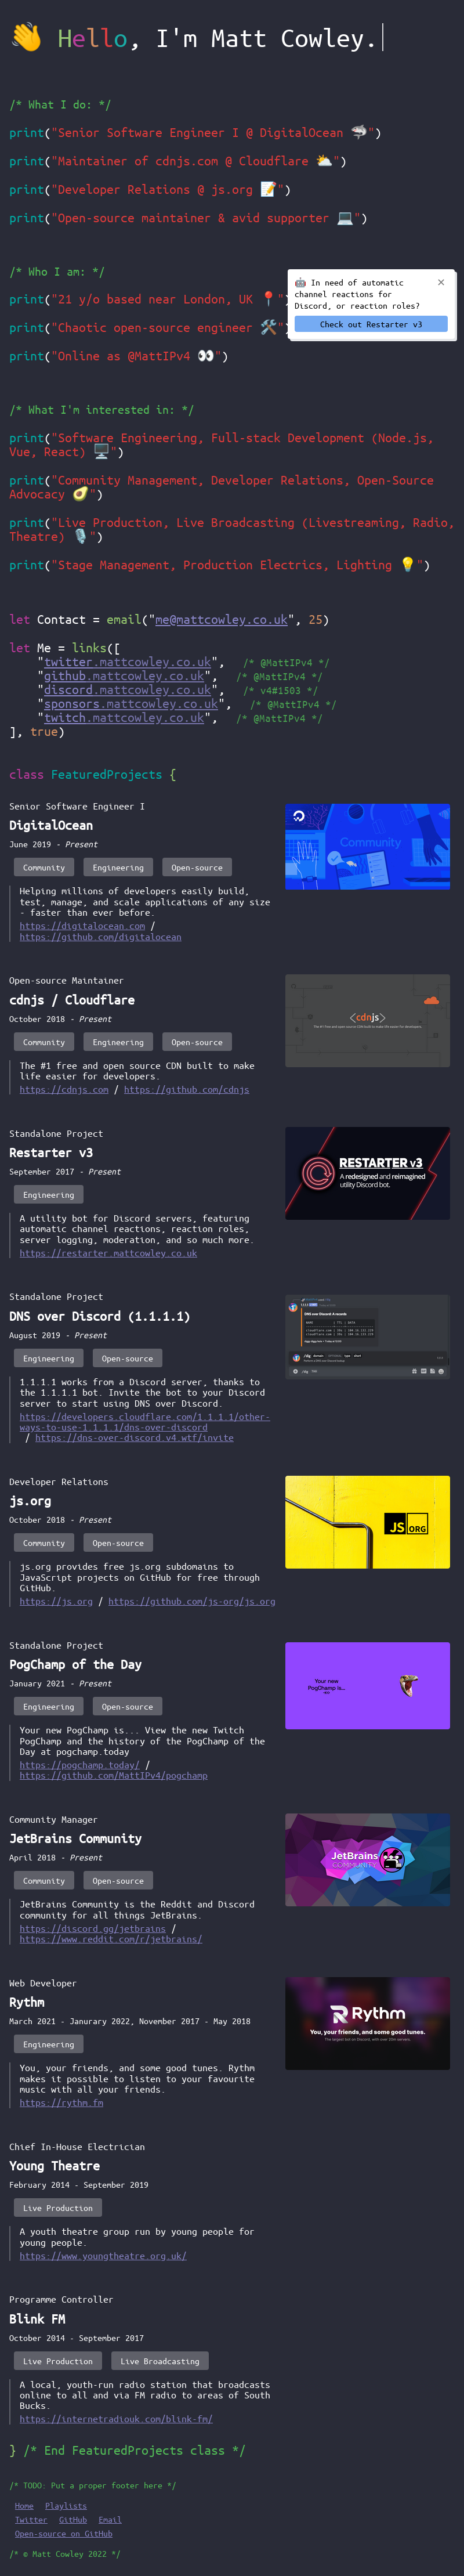 👋 Hello, I'm Matt Cowley.
/* What I do: */
print("Senior Software Engineer I @ DigitalOcean 🦈")
print("Maintainer of cdnjs.com @ Cloudflare ⛅")
print("Developer Relations @ js.org 📝")
print("Open-source maintainer & avid supporter 💻")
/* Who I am: */
print("21 y/o based near London, UK 📍")
print("Chaotic open-source engineer 🛠️")
print("Online as @MattIPv4 👀")
🤖 In need of automatic
channel reactions for
Discord, or reaction roles?
×
Check out Restarter v3
/* What I'm interested in: */
print("Software Engineering, Full-stack Development (Node.js,
Vue, React) 🖥️")
print("Community Management, Developer Relations, Open-Source
Advocacy 🥑")
print("Live Production, Live Broadcasting (Livestreaming, Radio,
Theatre) 🎙️")
print("Stage Management, Production Electrics, Lighting 💡")
let Contact = email("me@mattcowley.co.uk", 25)
let Me = links([
"twitter.mattcowley.co.uk", /* @MattIPv4 */
"github.mattcowley.co.uk", /* @MattIPv4 */
"discord.mattcowley.co.uk", /* v4#1503 */
"sponsors.mattcowley.co.uk", /* @MattIPv4 */
"twitch.mattcowley.co.uk", /* @MattIPv4 */
], true)
class FeaturedProjects {
Senior Software Engineer I
DigitalOcean
June 2019 - Present
Community Engineering Open-source
Helping millions of developers easily build,
test, manage, and scale applications of any size
- faster than ever before.
https://digitalocean.com /
https://github.com/digitalocean
Community
Open-source Maintainer
cdnjs / Cloudflare
October 2018 - Present
Community Engineering Open-source
The #1 free and open source CDN built to make
life easier for developers.
https://cdnjs.com / https://github.com/cdnjs
<cdnjs>
The #1 free and open source CDN built to make life easier for developers.
Standalone Project
Restarter v3
September 2017 - Present
Engineering
A utility bot for Discord servers, featuring
automatic channel reactions, reaction roles,
server logging, moderation, and so much more.
https://restarter.mattcowley.co.uk
RESTARTER v3
A redesigned and reimagined
utility Discord bot.
Standalone Project
DNS over Discord (1.1.1.1)
August 2019 - Present
Engineering Open-source
1.1.1.1 works from a Discord server, thanks to
the 1.1.1.1 bot. Invite the bot to your Discord
server to start using DNS over Discord.
https://developers.cloudflare.com/1.1.1.1/other-
ways-to-use-1.1.1.1/dns-over-discord
/ https://dns-over-discord.v4.wtf/invite
Developer Relations
js.org
October 2018 - Present
Community Open-source
js.org provides free js.org subdomains to
JavaScript projects on GitHub for free through
GitHub.
https://js.org / https://github.com/js-org/js.org
JS ORG
Standalone Project
PogChamp of the Day
January 2021 - Present
Engineering Open-source
Your new PogChamp is... View the new Twitch
PogChamp and the history of the PogChamp of the
Day at pogchamp.today
https://pogchamp.today/ /
https://github.com/MattIPv4/pogchamp
Your new
PogChamp is...
Community Manager
JetBrains Community
April 2018 - Present
Community Open-source
JetBrains Community is the Reddit and Discord
community for all things JetBrains.
https://discord.gg/jetbrains /
https://www.reddit.com/r/jetbrains/
JetBrains
COMMUNITY
Web Developer
Rythm
March 2021 - Janurary 2022, November 2017 - May 2018
Engineering
You, your friends, and some good tunes. Rythm
makes it possible to listen to your favourite
music with all your friends.
https://rythm.fm
Rythm
You, your friends, and some good tunes.
The largest bot on Discord, with over 20M servers.
Chief In-House Electrician
Young Theatre
February 2014 - September 2019
Live Production
A youth theatre group run by young people for
young people.
https://www.youngtheatre.org.uk/
Programme Controller
Blink FM
October 2014 - September 2017
Live Production Live Broadcasting
A local, youth-run radio station that broadcasts
online to all and via FM radio to areas of South
Bucks.
https://internetradiouk.com/blink-fm/
} /* End FeaturedProjects class */
/* TODO: Put a proper footer here */
Home Playlists
Twitter GitHub Email
Open-source on GitHub
/* © Matt Cowley 2022 */